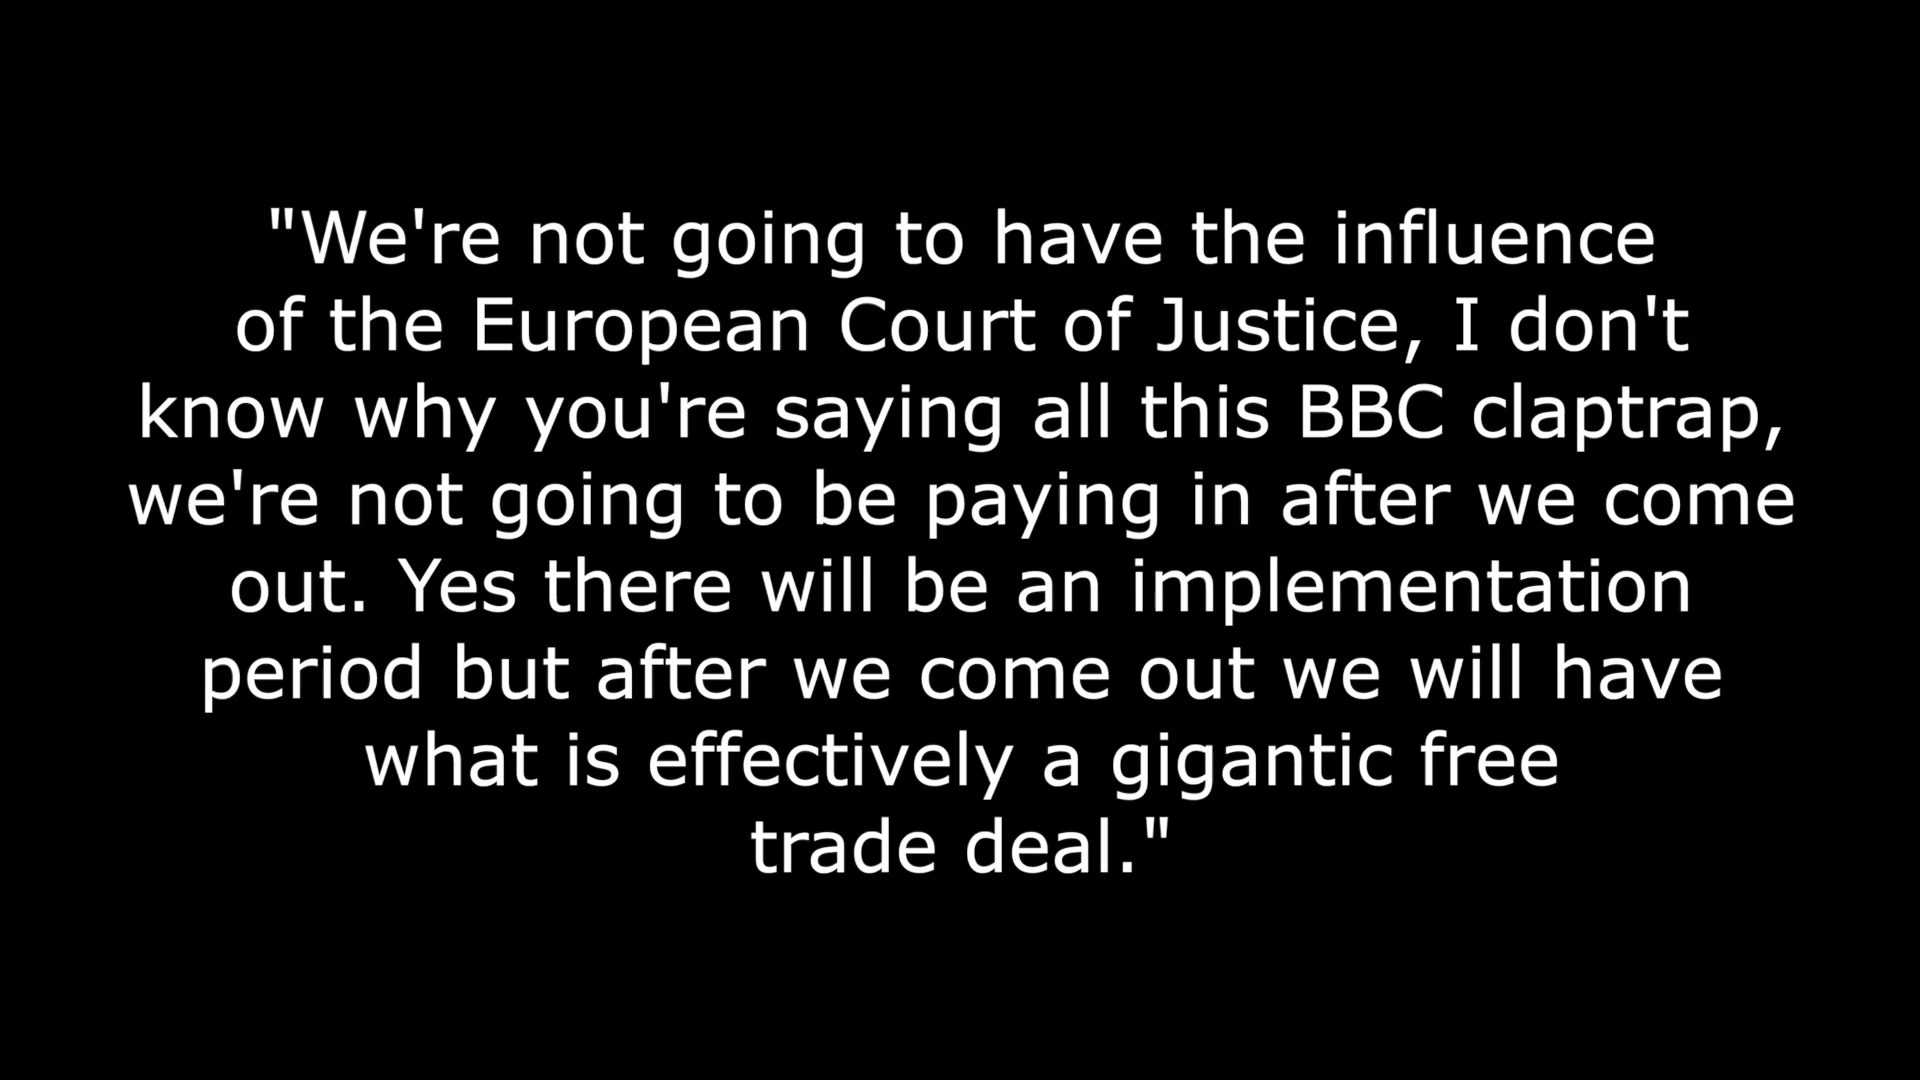 "We're not going to have the influence
of the European Court of Justice, I don't
know why you're saying all this BBC claptrap,
we're not going to be paying in after we come
out. Yes there will be an implementation
period but after we come out we will have
what is effectively a gigantic free
trade deal."